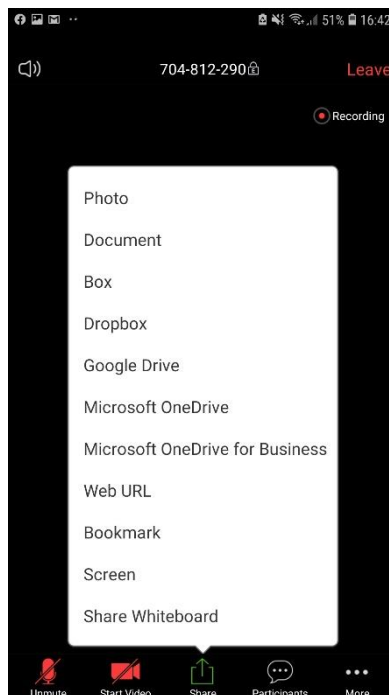 51% 16:42
704-812-290 Leave
Recording
Photo
Document
Box
Dropbox
Google Drive
Microsoft OneDrive
Microsoft OneDrive for Business
Web URL
Bookmark
Screen
Share Whiteboard
Unmute Start Video Share Participants More